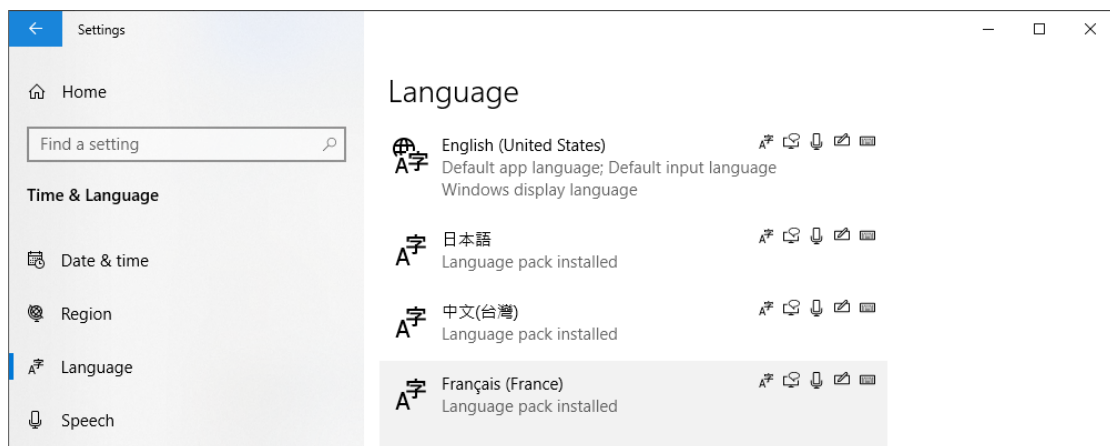 Settings
Home
Find a setting
Time & Language
Date & time
Region
Language
Speech
Language
English (United States)
Default app language; Default input language
Windows display language
日本語
Language pack installed
中文(台灣)
Language pack installed
Français (France)
Language pack installed